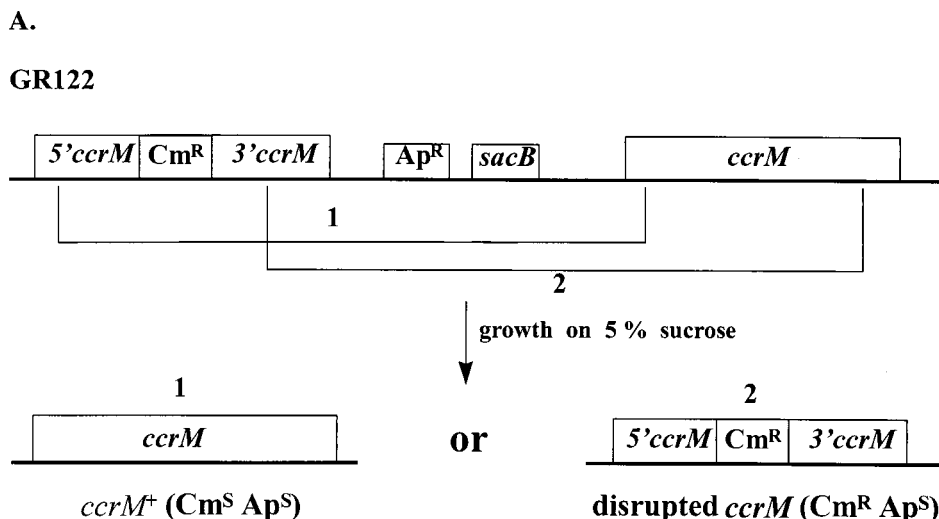 A.
GR122
5'ccrM Cmᴿ 3'ccrM Apᴿ sacB ccrM
1
2
growth on 5 % sucrose
1 2
ccrM or 5'ccrM Cmᴿ 3'ccrM
ccrM⁺ (Cmˢ Apˢ) disrupted ccrM (Cmᴿ Apˢ)